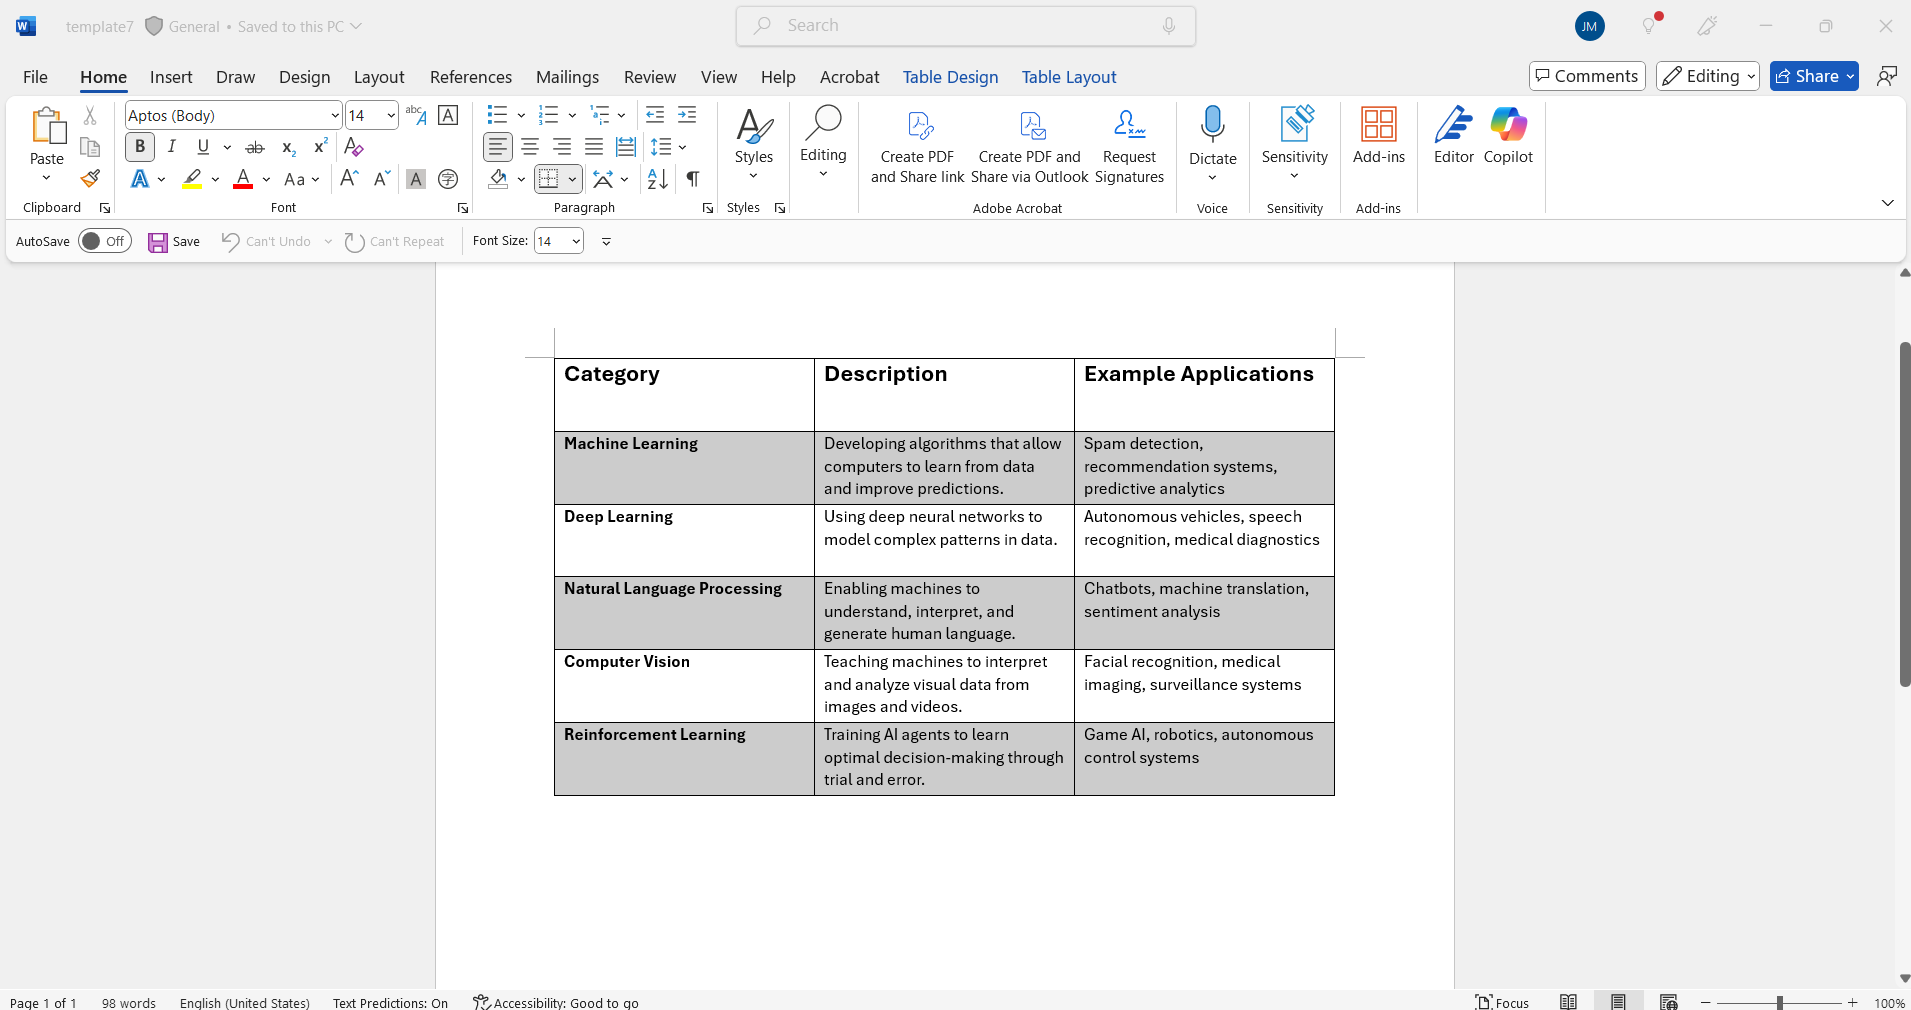 template7 General • Saved to this PC
Search
JM
File Home Insert Draw Design Layout References Mailings Review View Help Acrobat Table Design Table Layout
Comments Editing Share
Aptos (Body) 14
Paste
Clipboard
Font
Paragraph
Styles
Styles
Editing
Create PDF and Share link
Create PDF and Share via Outlook
Request Signatures
Adobe Acrobat
Dictate
Voice
Sensitivity
Sensitivity
Add-ins
Add-ins
Editor
Copilot
AutoSave Off Save Can't Undo Can't Repeat Font Size: 14
Category Description Example Applications
Machine Learning
Developing algorithms that allow
computers to learn from data
and improve predictions.
Spam detection,
recommendation systems,
predictive analytics
Deep Learning
Using deep neural networks to
model complex patterns in data.
Autonomous vehicles, speech
recognition, medical diagnostics
Natural Language Processing
Enabling machines to
understand, interpret, and
generate human language.
Chatbots, machine translation,
sentiment analysis
Computer Vision
Teaching machines to interpret
and analyze visual data from
images and videos.
Facial recognition, medical
imaging, surveillance systems
Reinforcement Learning
Training AI agents to learn
optimal decision-making through
trial and error.
Game AI, robotics, autonomous
control systems
Page 1 of 1 98 words English (United States) Text Predictions: On Accessibility: Good to go
Focus 100%